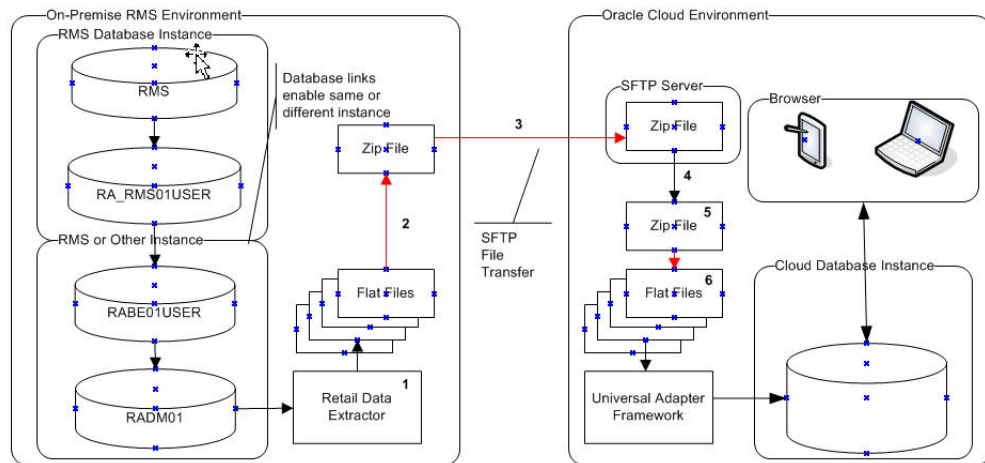 On-Premise RMS Environment
RMS Database Instance
RMS
RA_RMS01USER
Database links
enable same or
different instance
RMS or Other Instance
RABE01USER
RADM01
1
Retail Data
Extractor
Flat Files
2
Zip File
3
SFTP
File
Transfer
Oracle Cloud Environment
SFTP Server
Zip File
4
5
Zip File
6
Flat Files
Universal Adapter
Framework
Browser
Cloud Database Instance